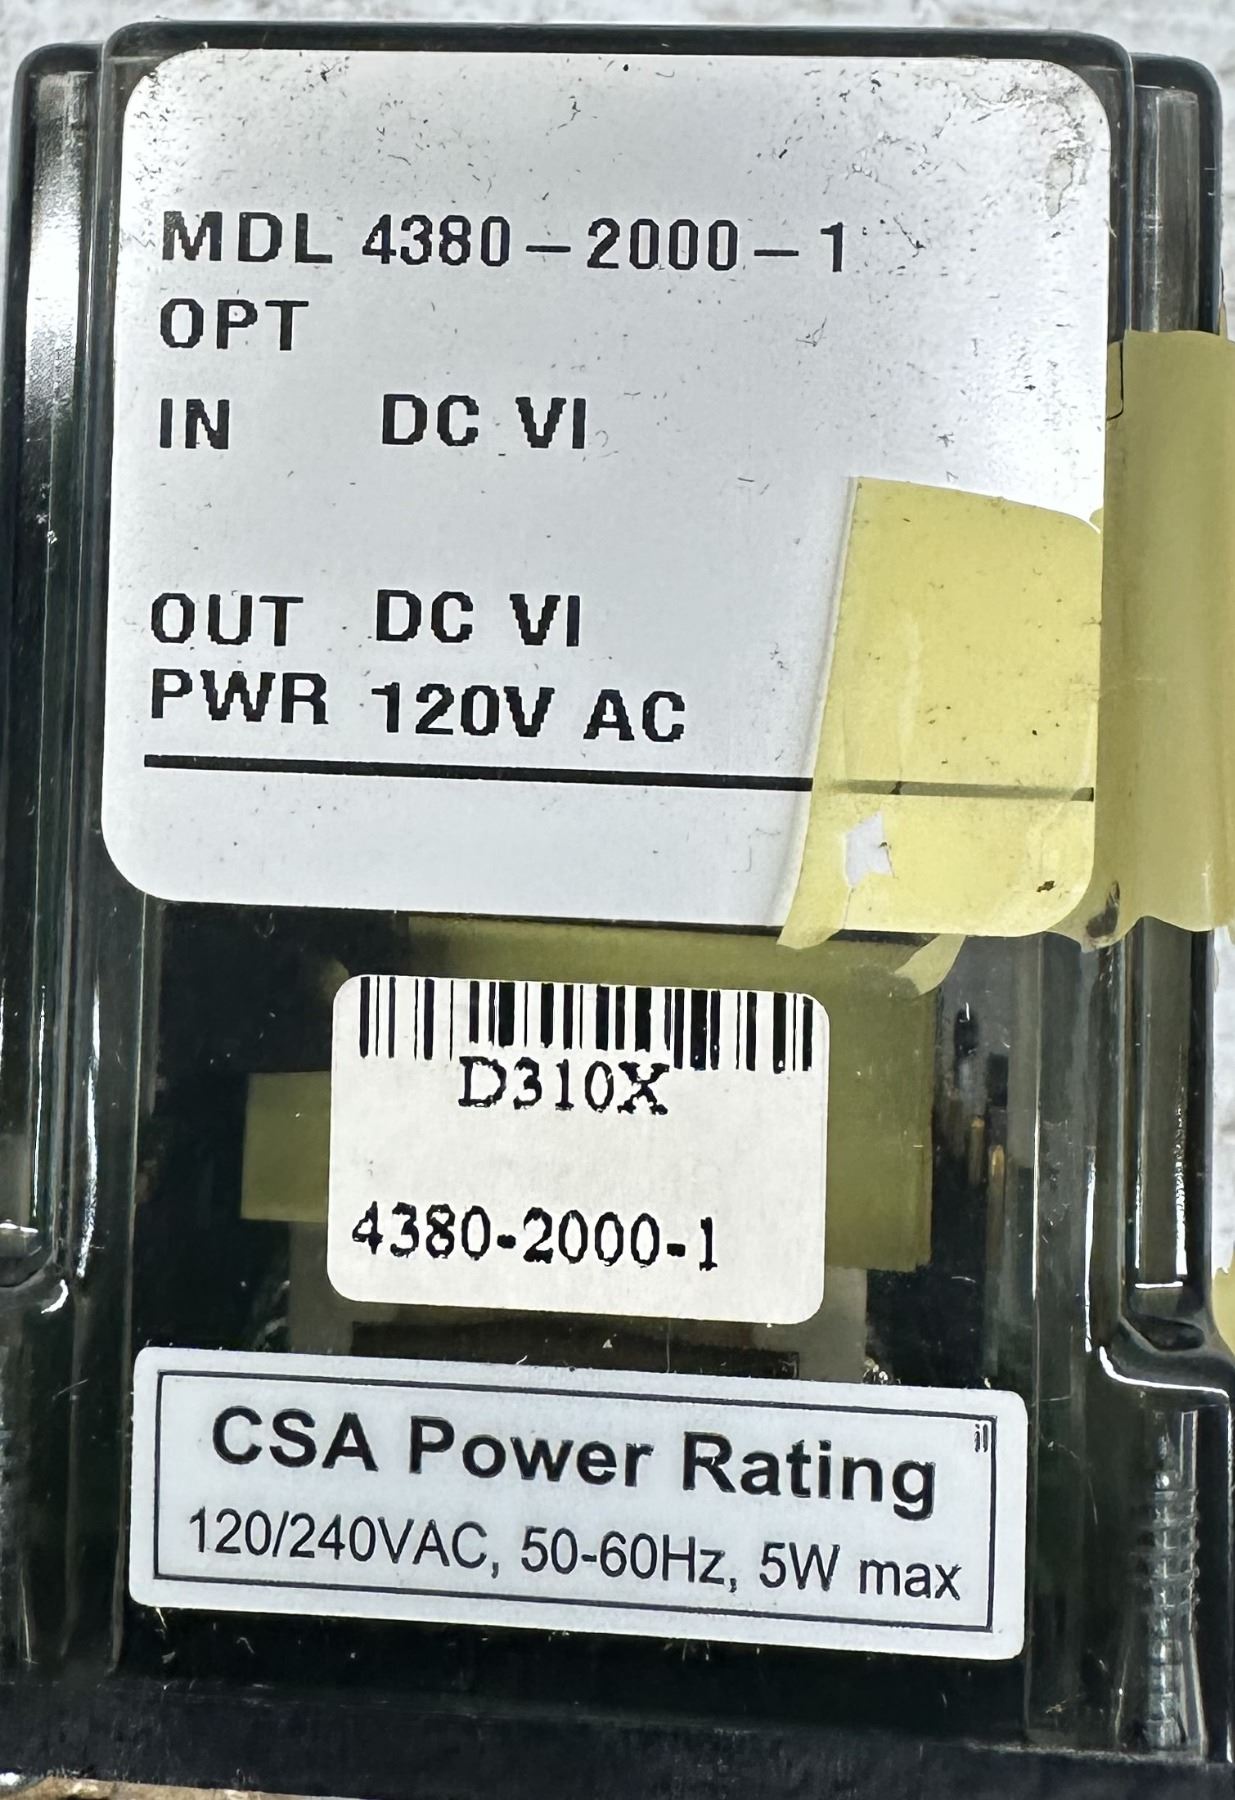 MDL 4380-2000-1
OPT
IN DC VI
OUT DC VI
PWR 120V AC
D310X
4380-2000-1
CSA Power Rating
120/240VAC, 50-60Hz, 5W max